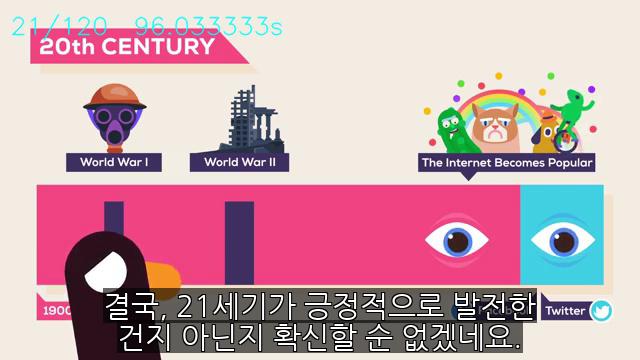 21/120 96.033333s
20th CENTURY
World War I
World War II
The Internet Becomes Popular
1900
Twitter
결국, 21세기가 긍정적으로 발전한
건지 아닌지 확신할 순 없겠네요.